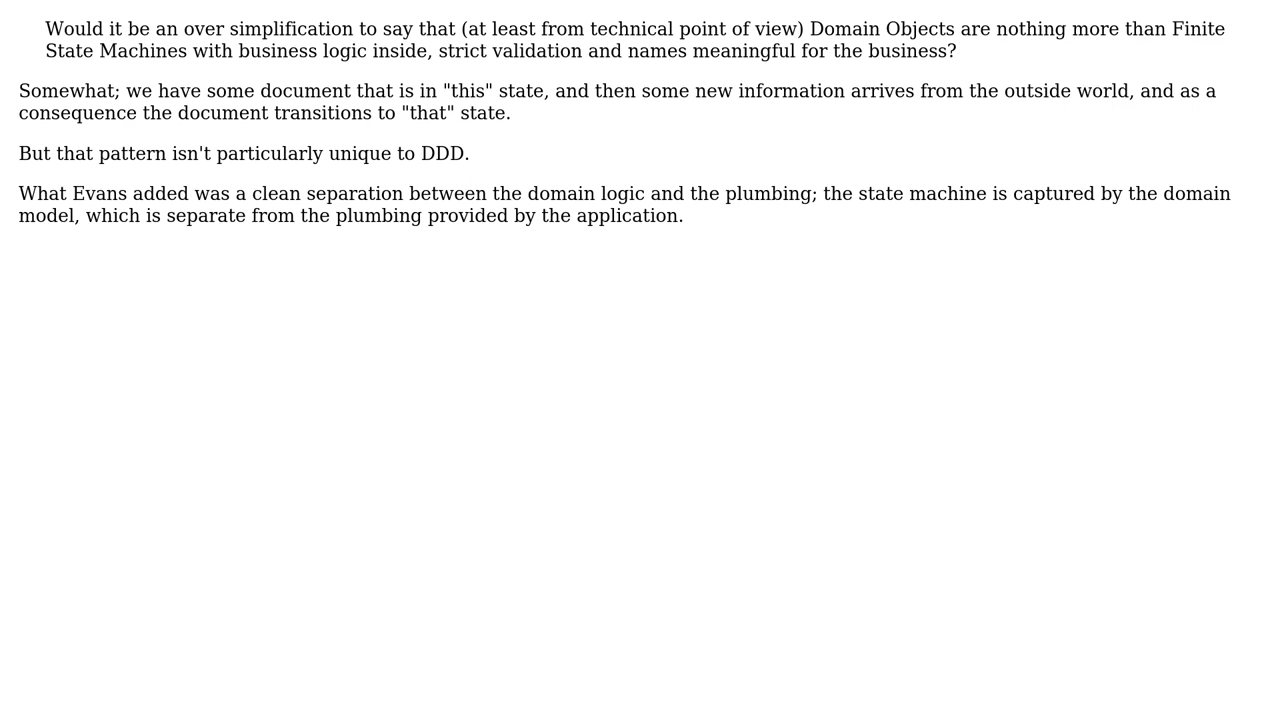 Would it be an over simplification to say that (at least from technical point of view) Domain Objects are nothing more than Finite
State Machines with business logic inside, strict validation and names meaningful for the business?
Somewhat; we have some document that is in "this" state, and then some new information arrives from the outside world, and as a
consequence the document transitions to "that" state.
But that pattern isn't particularly unique to DDD.
What Evans added was a clean separation between the domain logic and the plumbing; the state machine is captured by the domain
model, which is separate from the plumbing provided by the application.